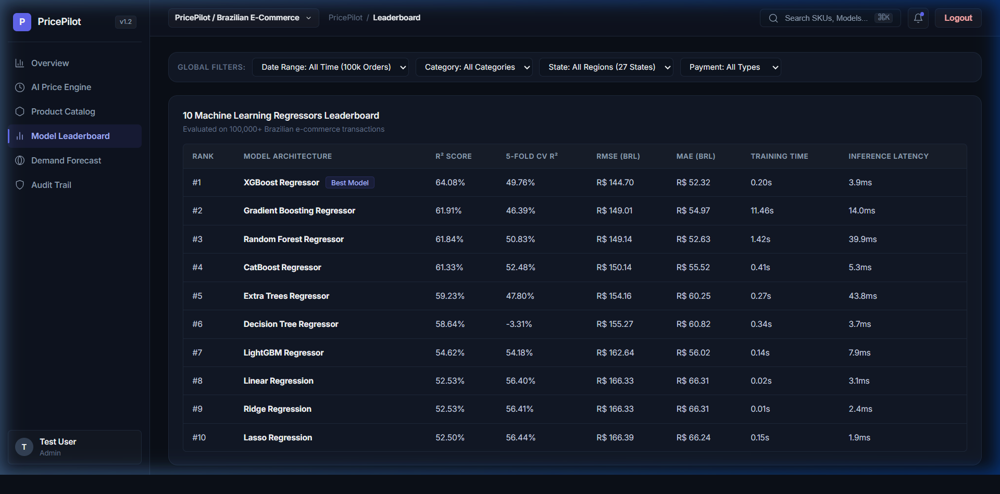 P PricePilot v1.2
PricePilot / Brazilian E-Commerce
PricePilot / Leaderboard
Search SKUs, Models... ⌘K
Logout
Overview
AI Price Engine
Product Catalog
Model Leaderboard
Demand Forecast
Audit Trail
T
Test User
Admin
GLOBAL FILTERS: Date Range: All Time (100k Orders) Category: All Categories State: All Regions (27 States) Payment: All Types
10 Machine Learning Regressors Leaderboard
Evaluated on 100,000+ Brazilian e-commerce transactions
RANK MODEL ARCHITECTURE R² SCORE 5-FOLD CV R² RMSE (BRL) MAE (BRL) TRAINING TIME INFERENCE LATENCY
#1 XGBoost Regressor Best Model 64.08% 49.76% R$ 144.70 R$ 52.32 0.20s 3.9ms
#2 Gradient Boosting Regressor 61.91% 46.39% R$ 149.01 R$ 54.97 11.46s 14.0ms
#3 Random Forest Regressor 61.84% 50.83% R$ 149.14 R$ 52.63 1.42s 39.9ms
#4 CatBoost Regressor 61.33% 52.48% R$ 150.14 R$ 55.52 0.41s 5.3ms
#5 Extra Trees Regressor 59.23% 47.80% R$ 154.16 R$ 60.25 0.27s 43.8ms
#6 Decision Tree Regressor 58.64% -3.31% R$ 155.27 R$ 60.82 0.34s 3.7ms
#7 LightGBM Regressor 54.62% 54.18% R$ 162.64 R$ 56.02 0.14s 7.9ms
#8 Linear Regression 52.53% 56.40% R$ 166.33 R$ 66.31 0.02s 3.1ms
#9 Ridge Regression 52.53% 56.41% R$ 166.33 R$ 66.31 0.01s 2.4ms
#10 Lasso Regression 52.50% 56.44% R$ 166.39 R$ 66.24 0.15s 1.9ms